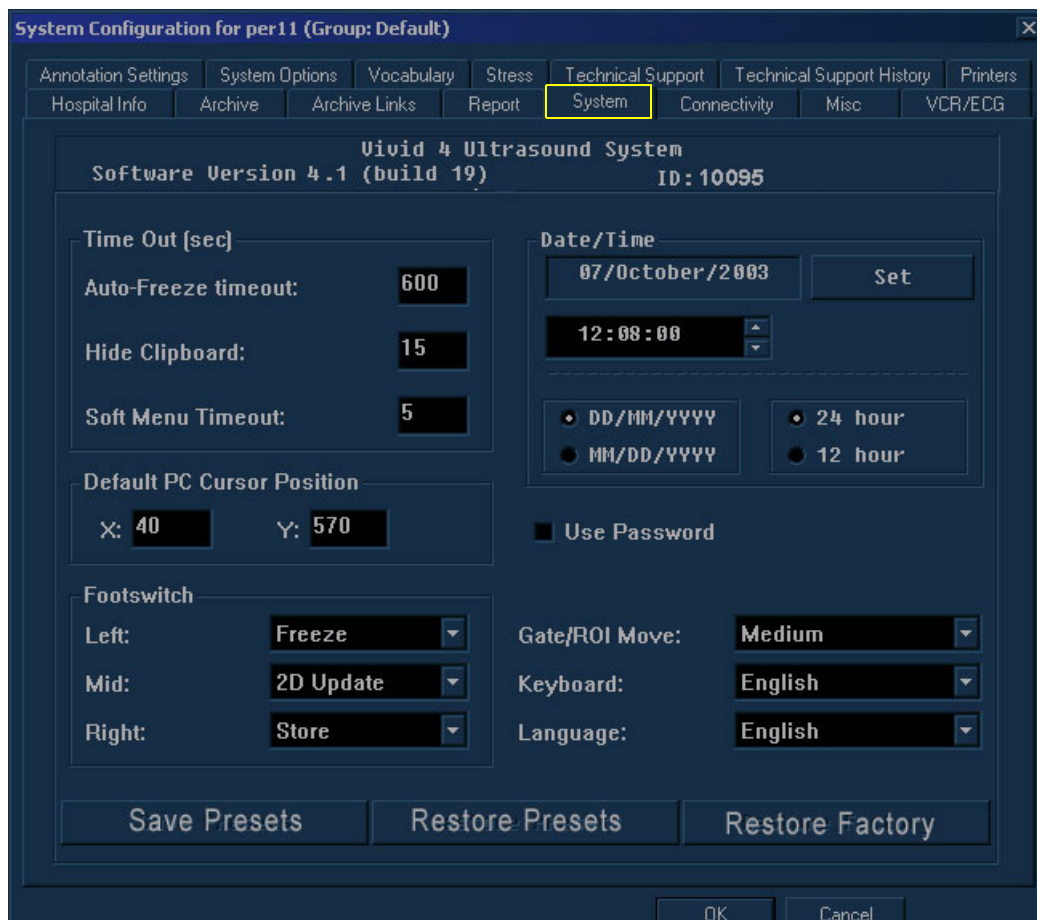 System Configuration for per11 (Group: Default)
Annotation Settings System Options Vocabulary Stress Technical Support Technical Support History Printers
Hospital Info Archive Archive Links Report System Connectivity Misc VCR/ECG
Vivid 4 Ultrasound System
Software Version 4.1 (build 19) ID:10095
Time Out (sec)
Auto-Freeze timeout: 600
Hide Clipboard: 15
Soft Menu Timeout: 5
Date/Time
07/October/2003 Set
12:08:00
DD/MM/YYYY 24 hour
MM/DD/YYYY 12 hour
Default PC Cursor Position
X: 40 Y: 570
Use Password
Footswitch
Left: Freeze
Mid: 2D Update
Right: Store
Gate/ROI Move: Medium
Keyboard: English
Language: English
Save Presets Restore Presets Restore Factory
OK Cancel